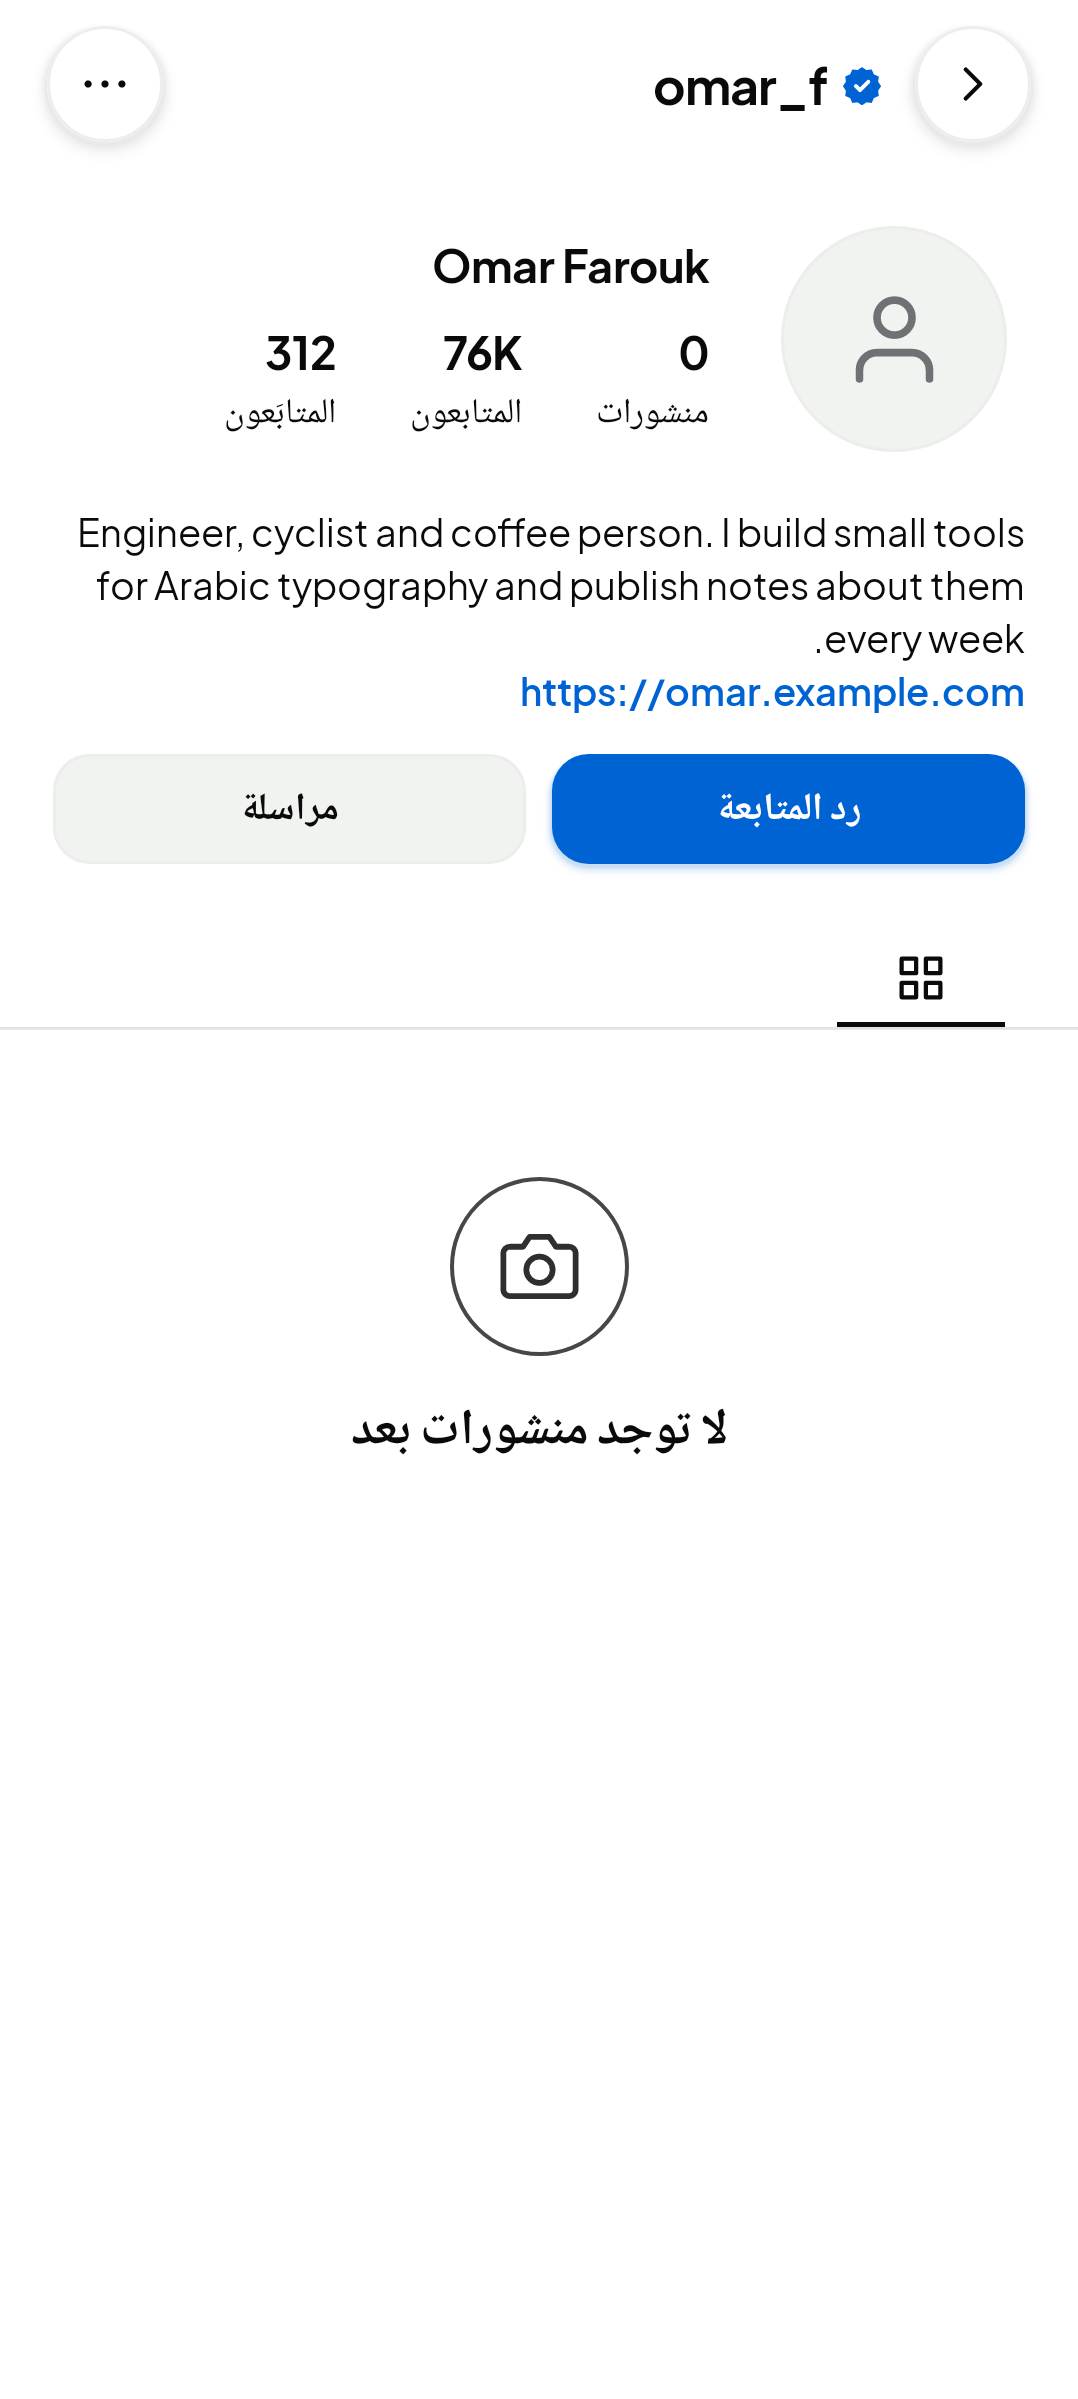 omar_f
Omar Farouk
0 76K 312
منشورات المتابعون المتابَعون
Engineer, cyclist and coffee person. I build small tools
for Arabic typography and publish notes about them
every week.
https://omar.example.com
رد المتابعة
مراسلة
لا توجد منشورات بعد